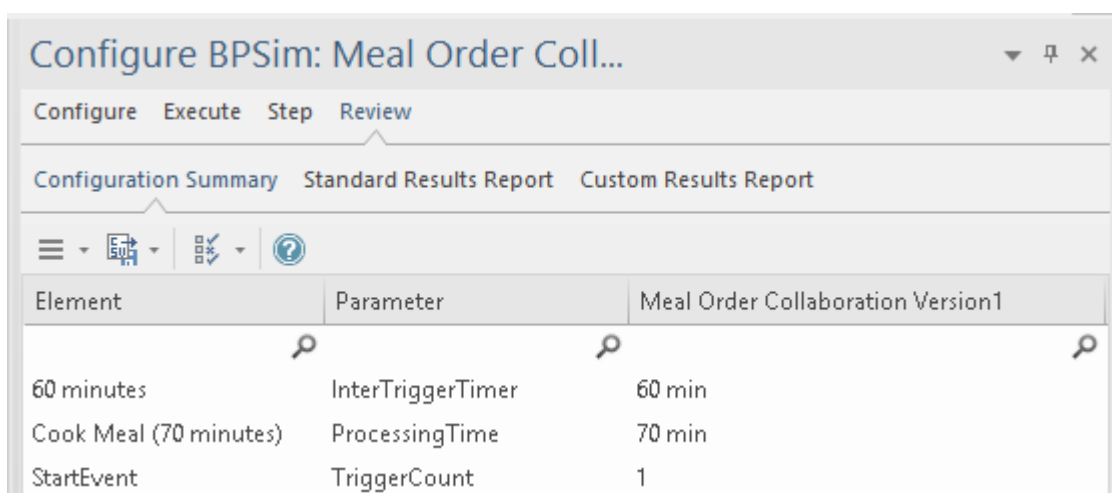 Configure BPSim: Meal Order Coll...
Configure Execute Step Review
Configuration Summary Standard Results Report Custom Results Report
Element Parameter Meal Order Collaboration Version1
60 minutes InterTriggerTimer 60 min
Cook Meal (70 minutes) ProcessingTime 70 min
StartEvent TriggerCount 1